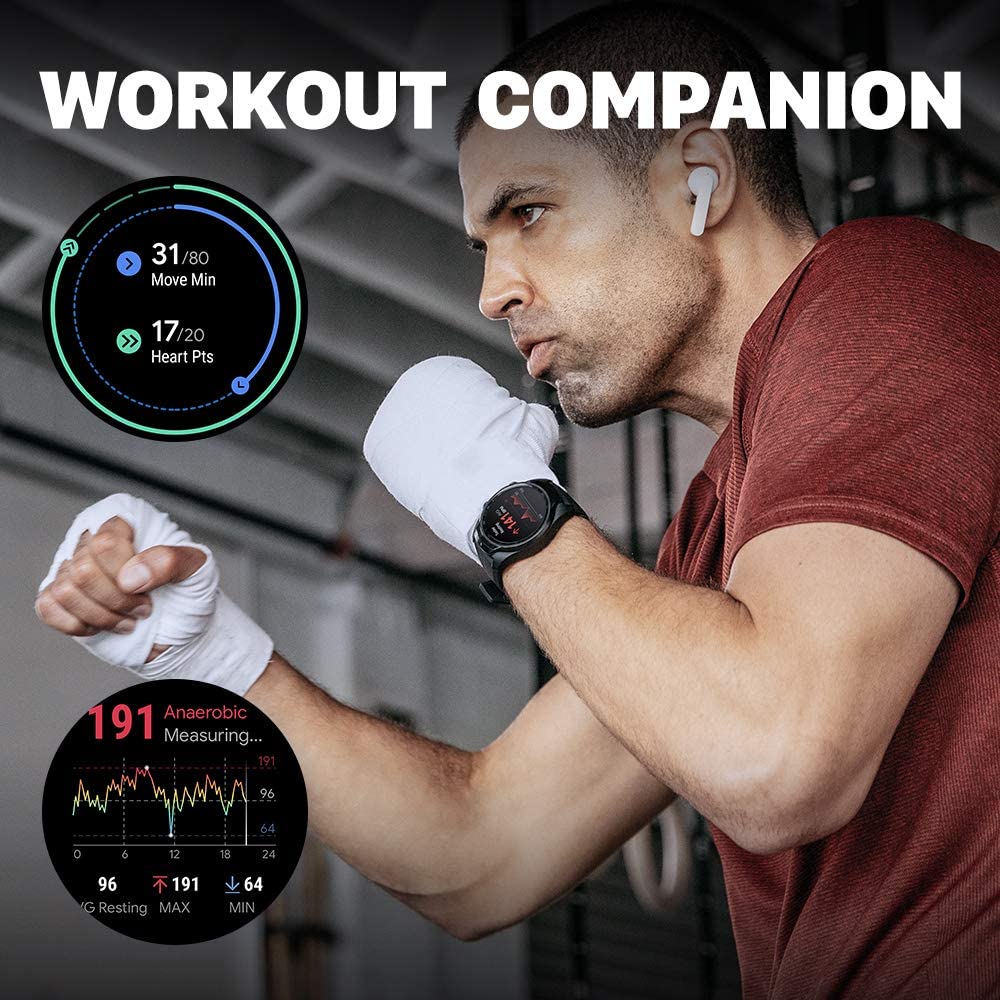 WORKOUT COMPANION
31/80
Move Min
17/20
Heart Pts
141
191 Anaerobic
Measuring...
191
96
64
0 6 12 18 24
96 191 64
Resting MAX MIN